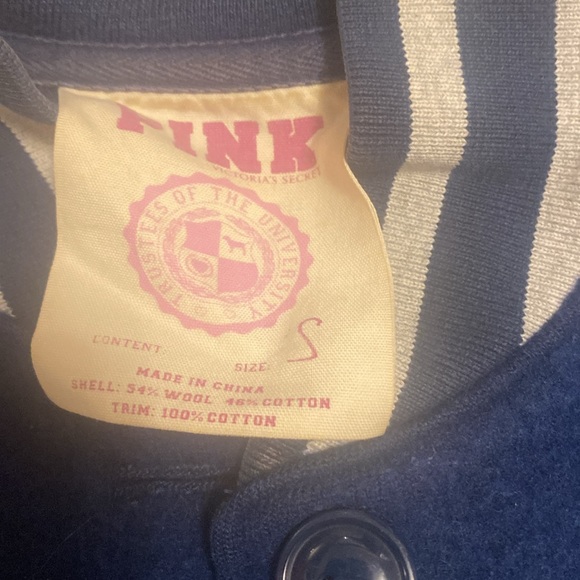 PINK
VICTORIA'S SECRET
TRUSTEES OF THE UNIVERSITY
CONTENT
SIZE: S
MADE IN CHINA
SHELL: 54% WOOL 46% COTTON
TRIM: 100% COTTON